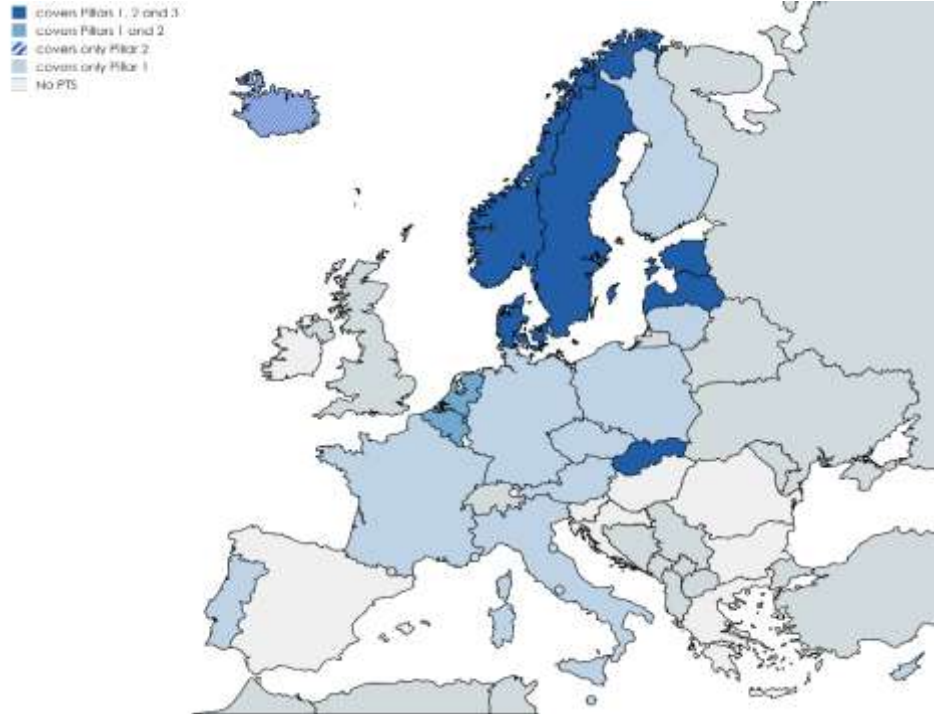 covers Pillars 1, 2 and 3
covers Pillars 1 and 2
covers only Pillar 2
covers only Pillar 1
No PTS